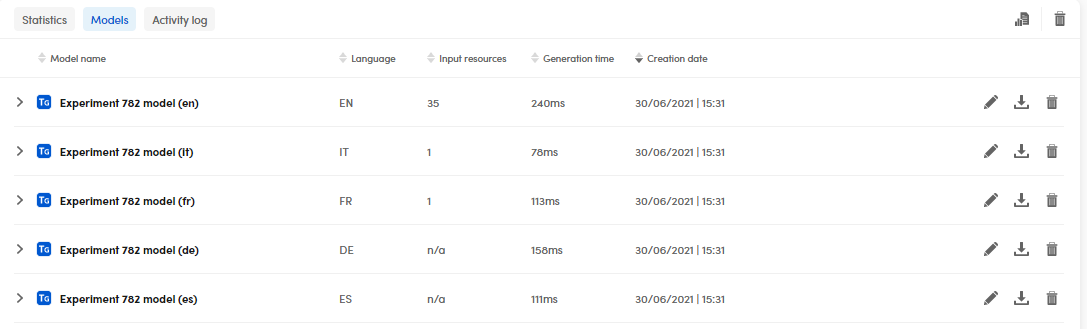 Statistics Models Activity log
Model name Language Input resources Generation time Creation date
TG Experiment 782 model (en) EN 35 240ms 30/06/2021 | 15:31
TG Experiment 782 model (it) IT 1 78ms 30/06/2021 | 15:31
TG Experiment 782 model (fr) FR 1 113ms 30/06/2021 | 15:31
TG Experiment 782 model (de) DE n/a 158ms 30/06/2021 | 15:31
TG Experiment 782 model (es) ES n/a 111ms 30/06/2021 | 15:31